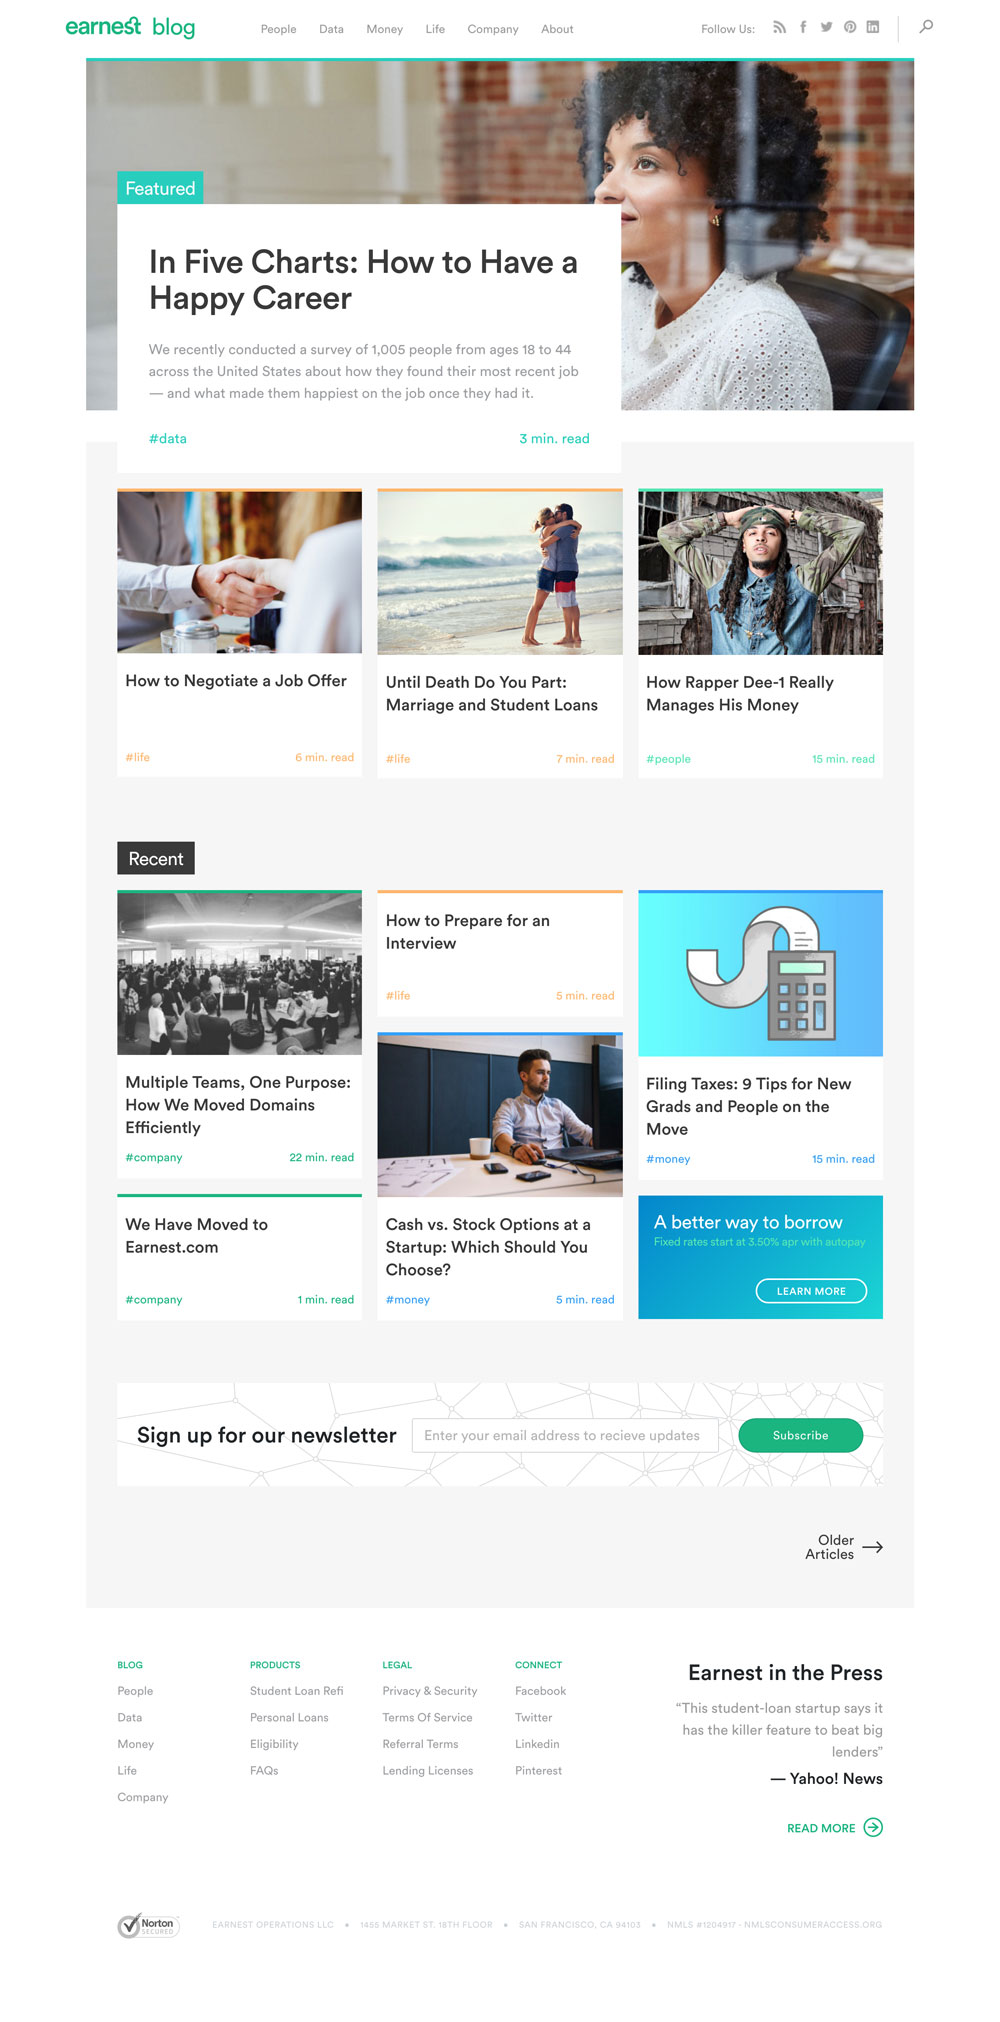 earnest blog
People Data Money Life Company About
Follow Us:
Featured
In Five Charts: How to Have a
Happy Career
We recently conducted a survey of 1,005 people from ages 18 to 44
across the United States about how they found their most recent job
— and what made them happiest on the job once they had it.
#data 3 min. read
How to Negotiate a Job Offer
#life 6 min. read
Until Death Do You Part:
Marriage and Student Loans
#life 7 min. read
How Rapper Dee-1 Really
Manages His Money
#people 15 min. read
Recent
Multiple Teams, One Purpose:
How We Moved Domains
Efficiently
#company 22 min. read
We Have Moved to
Earnest.com
#company 1 min. read
How to Prepare for an
Interview
#life 5 min. read
Cash vs. Stock Options at a
Startup: Which Should You
Choose?
#money 5 min. read
Filing Taxes: 9 Tips for New
Grads and People on the
Move
#money 15 min. read
A better way to borrow
Fixed rates start at 3.50% apr with autopay
LEARN MORE
Sign up for our newsletter
Enter your email address to recieve updates
Subscribe
Older
Articles
BLOG
People
Data
Money
Life
Company
PRODUCTS
Student Loan Refi
Personal Loans
Eligibility
FAQs
LEGAL
Privacy & Security
Terms Of Service
Referral Terms
Lending Licenses
CONNECT
Facebook
Twitter
Linkedin
Pinterest
Earnest in the Press
“This student-loan startup says it
has the killer feature to beat big
lenders”
— Yahoo! News
READ MORE
Norton
SECURED
EARNEST OPERATIONS LLC • 1455 MARKET ST. 18TH FLOOR • SAN FRANCISCO, CA 94103 • NMLS #1204917 - NMLSCONSUMERACCESS.ORG